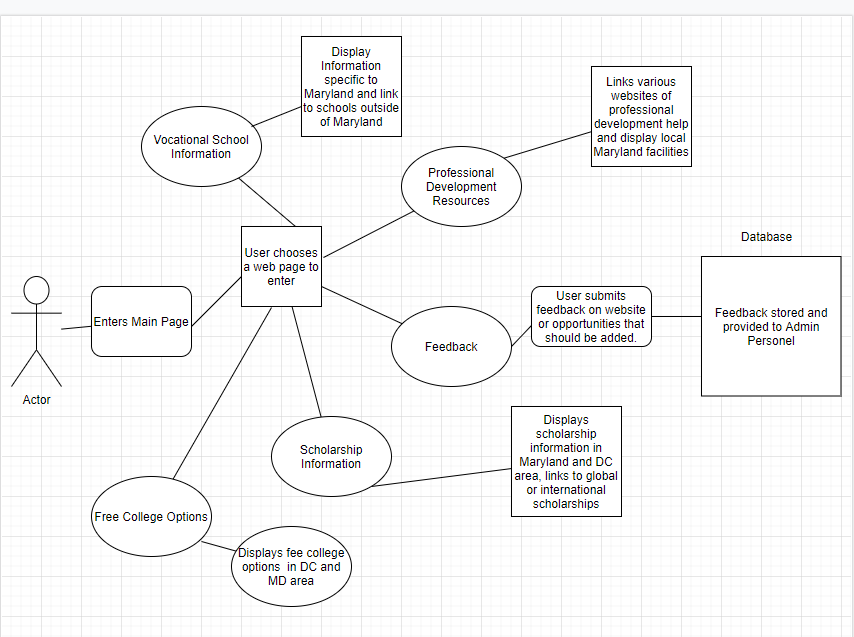 Display
Information
specific to
Maryland and link
to schools outside
of Maryland
Links various
websites of
professional
development help
and display local
Maryland facilities
Vocational School
Information
Professional
Development
Resources
Database
User chooses
a web page to
enter
Enters Main Page
User submits
feedback on website
or opportunities that
should be added.
Feedback stored and
provided to Admin
Personel
Feedback
Actor
Displays
scholarship
information in
Maryland and DC
area, links to global
or international
scholarships
Scholarship
Information
Free College Options
Displays fee college
options in DC and
MD area